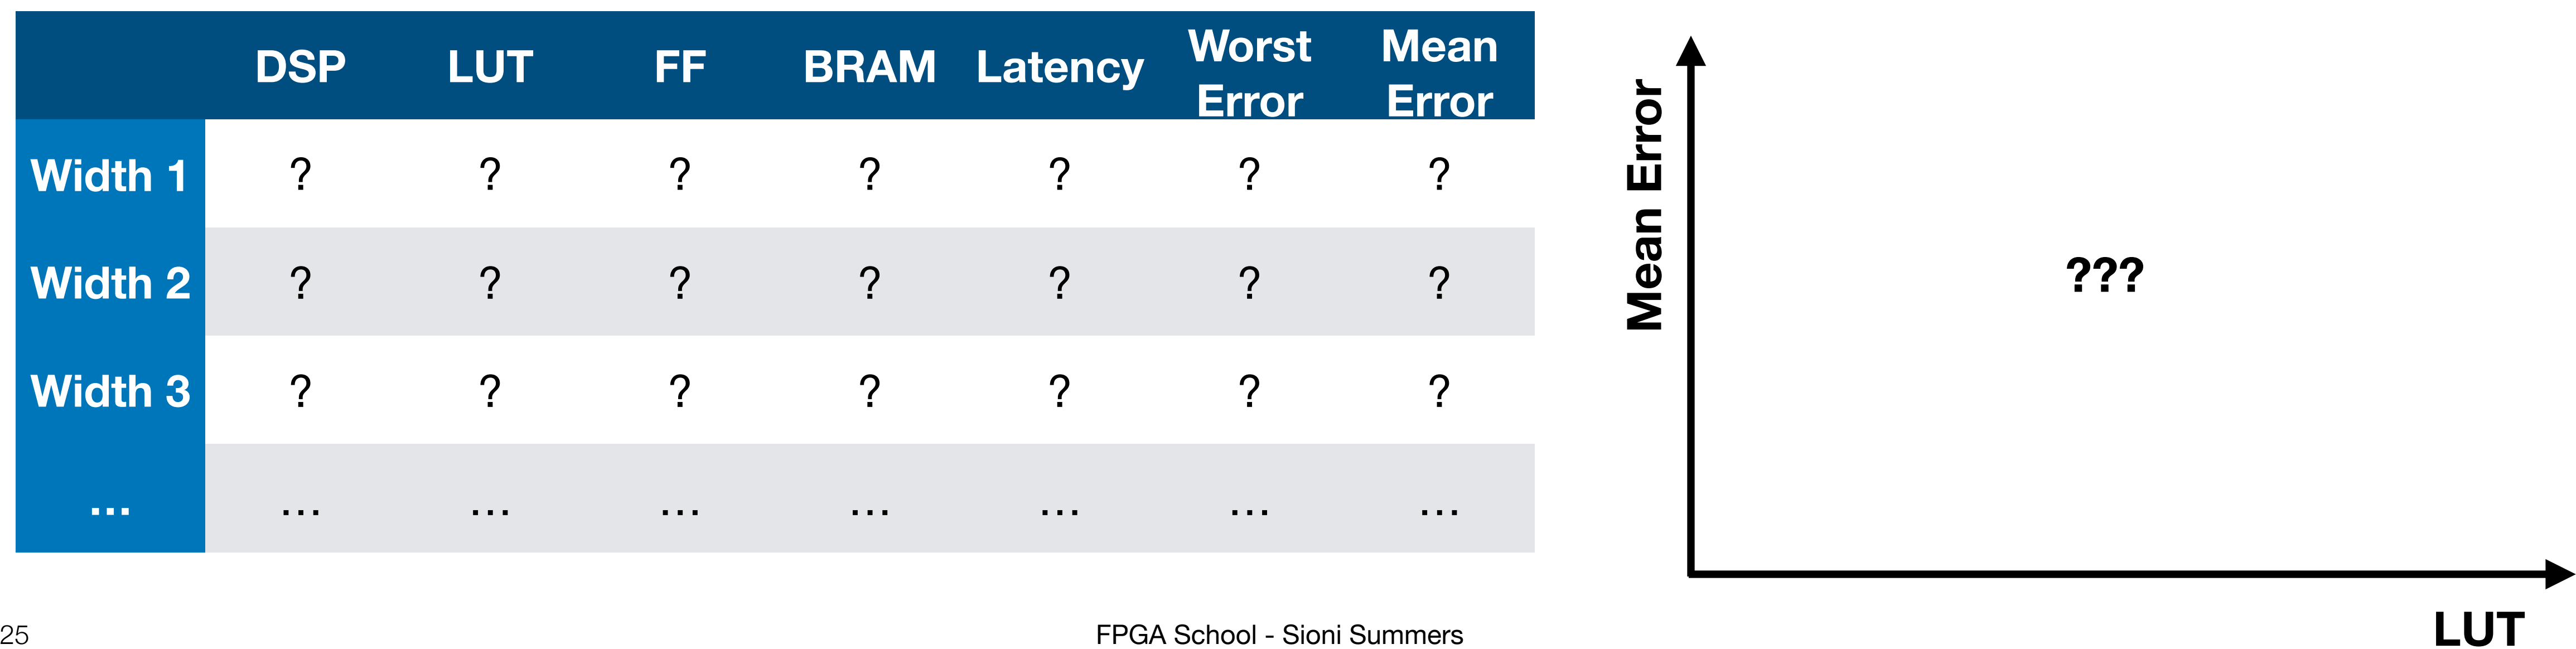 DSP LUT FF BRAM Latency Worst Error Mean Error
Width 1 ? ? ? ? ? ? ?
Width 2 ? ? ? ? ? ? ?
Width 3 ? ? ? ? ? ? ?
... ... ... ... ... ... ... ...
Mean Error
???
LUT
25
FPGA School - Sioni Summers